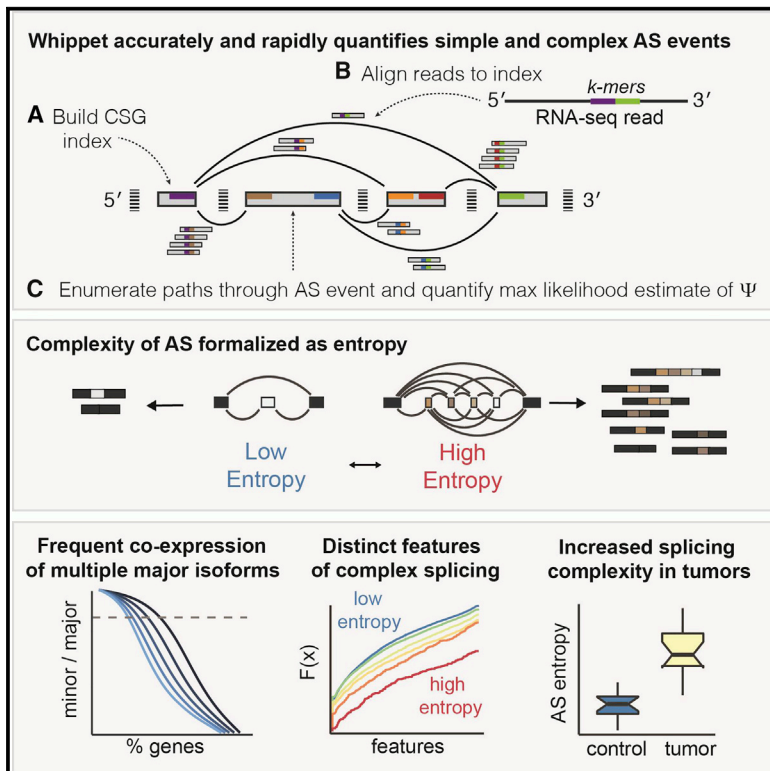 Whippet accurately and rapidly quantifies simple and complex AS events
B Align reads to index
k-mers
5′ 3′
RNA-seq read
A Build CSG
index
5′ 3′
C Enumerate paths through AS event and quantify max likelihood estimate of Ψ
Complexity of AS formalized as entropy
Low
Entropy
High
Entropy
Frequent co-expression
of multiple major isoforms
minor / major
% genes
Distinct features
of complex splicing
low
entropy
F(x)
high
entropy
features
Increased splicing
complexity in tumors
AS entropy
control tumor